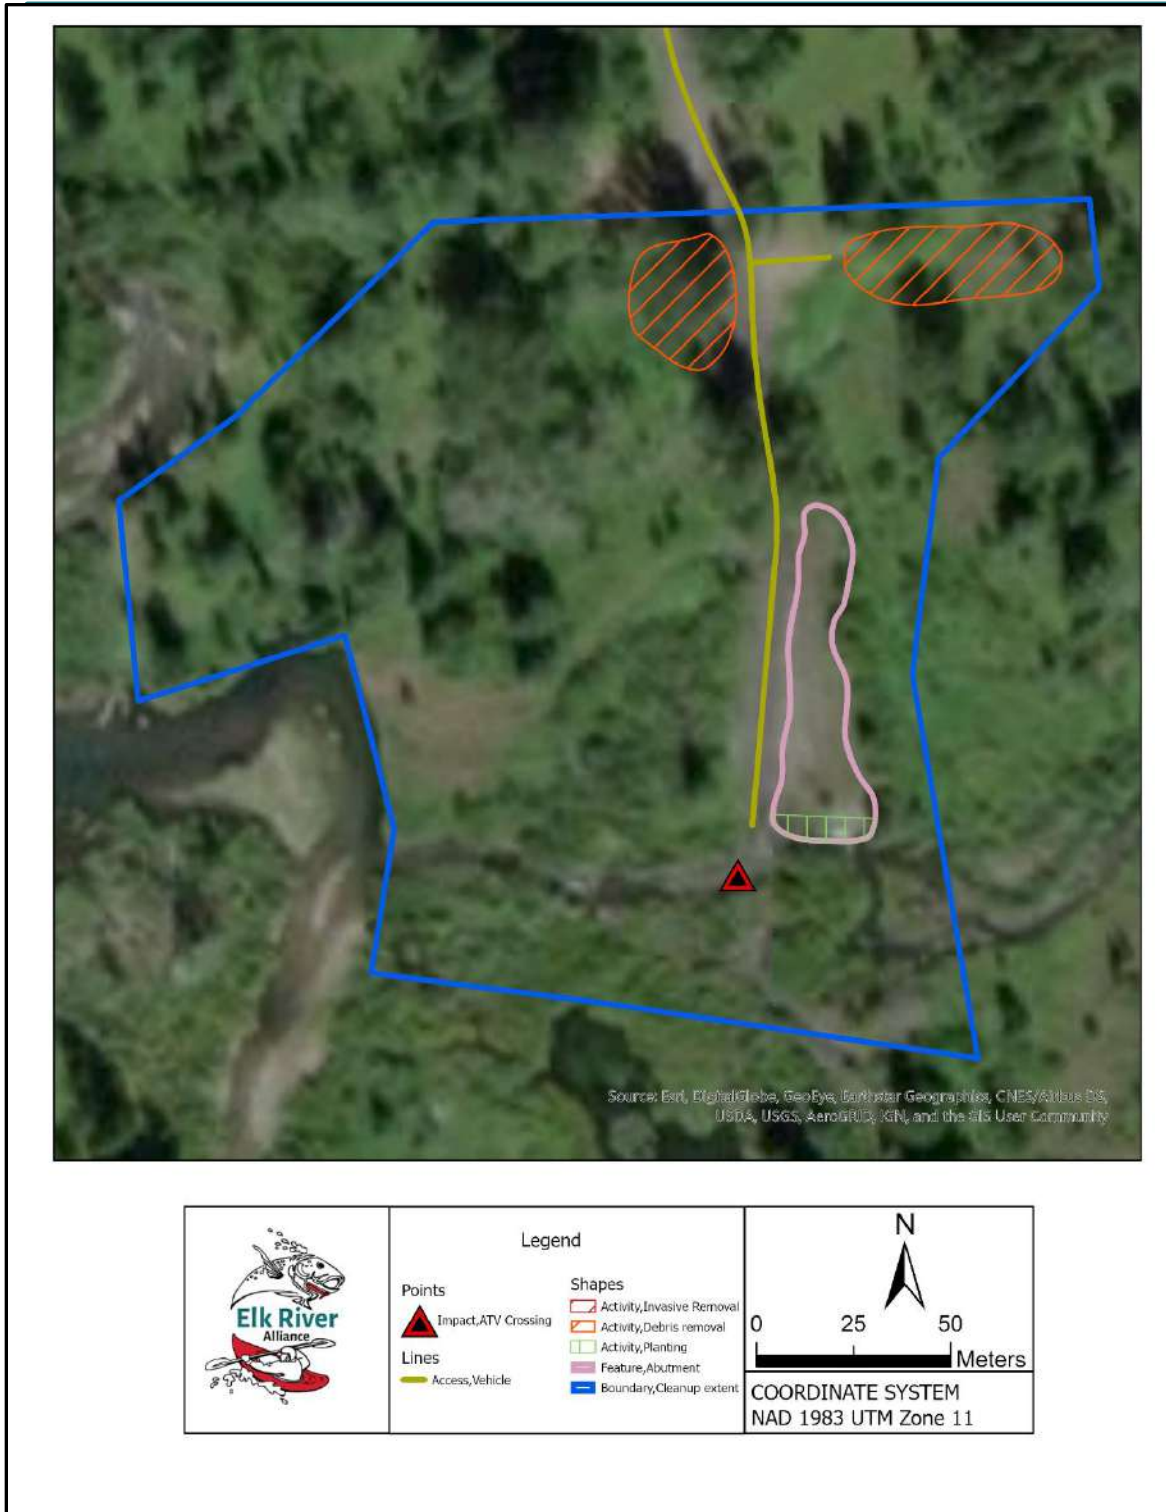 Source: Esri, DigitalGlobe, GeoEye, Earthstar Geographics, CNES/Airbus DS,
USDA, USGS, AeroGRID, IGN, and the GIS User Community
Elk River
Alliance
Legend
Points
Impact,ATV Crossing
Lines
Access,Vehicle
Shapes
Activity,Invasive Removal
Activity,Debris removal
Activity,Planting
Feature,Abutment
Boundary,Cleanup extent
N
0 25 50
Meters
COORDINATE SYSTEM
NAD 1983 UTM Zone 11